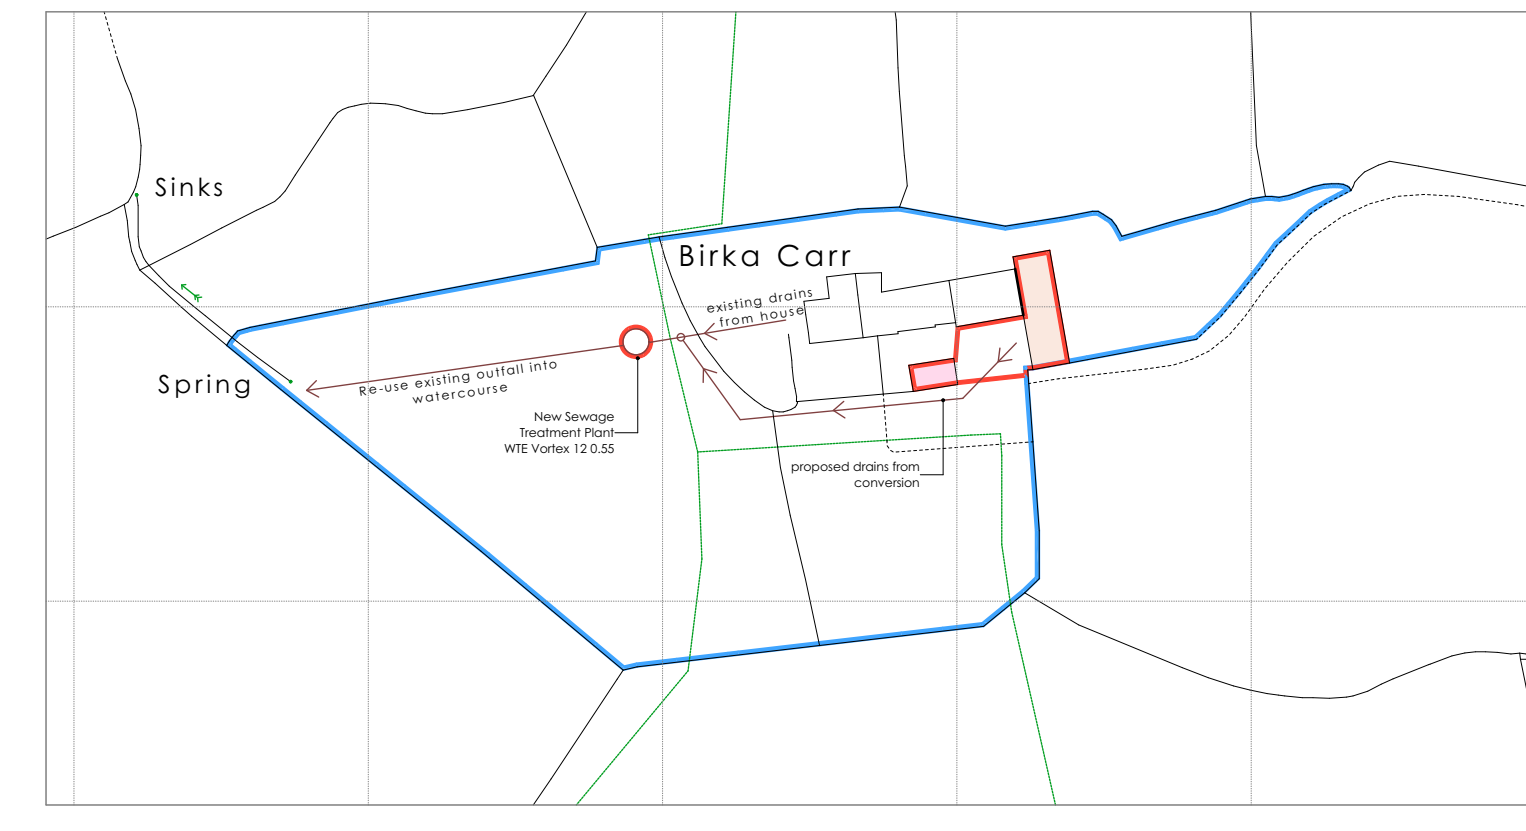 Sinks
Birka Carr
existing drains
from house
Spring
Re-use existing outfall into
watercourse
New Sewage
Treatment Plant
WTE Vortex 12 0.55
proposed drains from
conversion